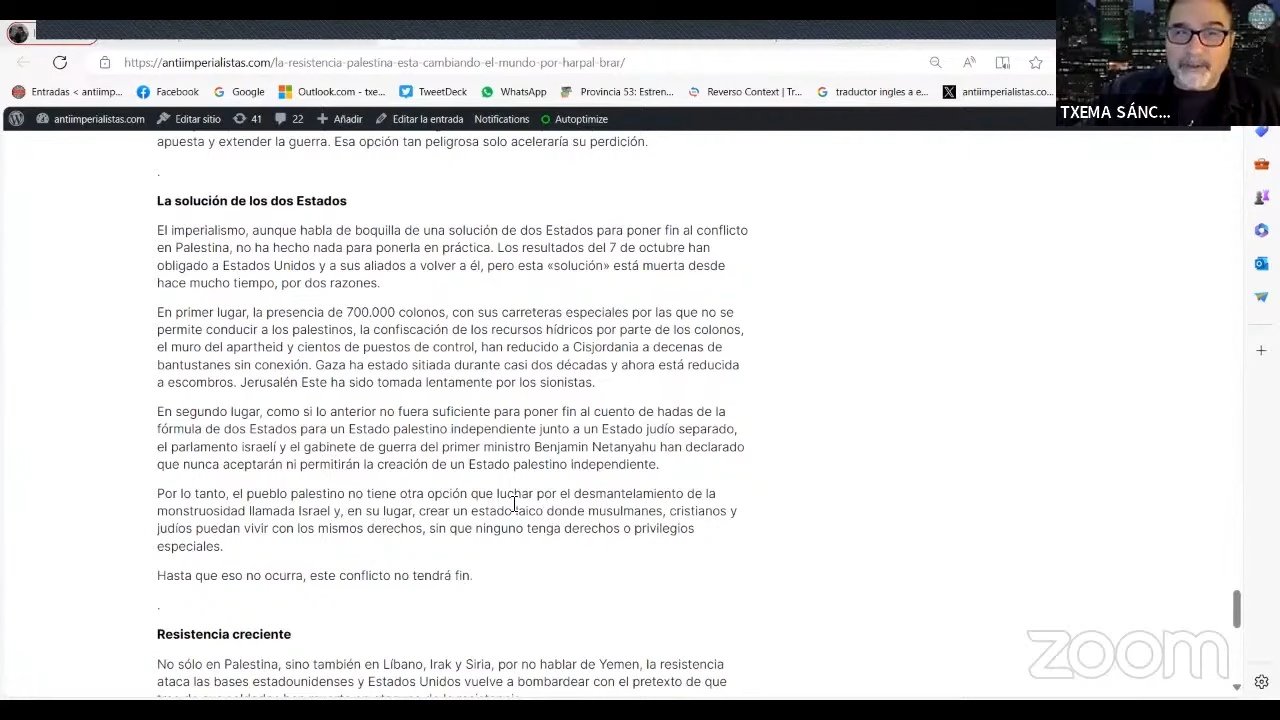 https://antiimperialistas.com/la-resistencia-palestina-esta-cambiando-el-mundo-por-harpal-brar/
Entradas < antiimp... Facebook Google Outlook.com - txe... TweetDeck WhatsApp Provincia 53: Estren... Reverso Context | Tr... traductor ingles a e... antiimperialistas.co...
TXEMA SÁNC...
antiimperialistas.com Editar sitio 41 22 Añadir Editar la entrada Notifications Autoptimize
apuesta y extender la guerra. Esa opción tan peligrosa solo aceleraría su perdición.
.
La solución de los dos Estados
El imperialismo, aunque habla de boquilla de una solución de dos Estados para poner fin al conflicto
en Palestina, no ha hecho nada para ponerla en práctica. Los resultados del 7 de octubre han
obligado a Estados Unidos y a sus aliados a volver a él, pero esta «solución» está muerta desde
hace mucho tiempo, por dos razones.
En primer lugar, la presencia de 700.000 colonos, con sus carreteras especiales por las que no se
permite conducir a los palestinos, la confiscación de los recursos hídricos por parte de los colonos,
el muro del apartheid y cientos de puestos de control, han reducido a Cisjordania a decenas de
bantustanes sin conexión. Gaza ha estado sitiada durante casi dos décadas y ahora está reducida
a escombros. Jerusalén Este ha sido tomada lentamente por los sionistas.
En segundo lugar, como si lo anterior no fuera suficiente para poner fin al cuento de hadas de la
fórmula de dos Estados para un Estado palestino independiente junto a un Estado judío separado,
el parlamento israelí y el gabinete de guerra del primer ministro Benjamin Netanyahu han declarado
que nunca aceptarán ni permitirán la creación de un Estado palestino independiente.
Por lo tanto, el pueblo palestino no tiene otra opción que luchar por el desmantelamiento de la
monstruosidad llamada Israel y, en su lugar, crear un estado laico donde musulmanes, cristianos y
judíos puedan vivir con los mismos derechos, sin que ninguno tenga derechos o privilegios
especiales.
Hasta que eso no ocurra, este conflicto no tendrá fin.
.
Resistencia creciente
No sólo en Palestina, sino también en Líbano, Irak y Siria, por no hablar de Yemen, la resistencia
ataca las bases estadounidenses y Estados Unidos vuelve a bombardear con el pretexto de que
zoom